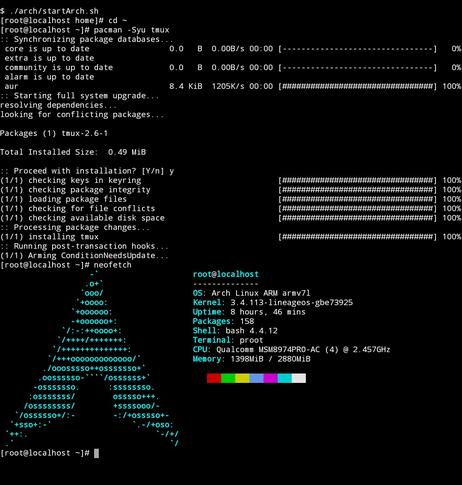 $ ./arch/startArch.sh
[root@localhost home]# cd ~
[root@localhost ~]# pacman -Syu tmux
:: Synchronizing package databases...
core is up to date 0.0 B 0.00B/s 00:00 [----------------------------------] 0%
extra is up to date
community is up to date 0.0 B 0.00B/s 00:00 [----------------------------------] 0%
alarm is up to date
aur 8.4 KiB 1205K/s 00:00 [##################################] 100%
:: Starting full system upgrade...
resolving dependencies...
looking for conflicting packages...
Packages (1) tmux-2.6-1
Total Installed Size: 0.49 MiB
:: Proceed with installation? [Y/n] y
(1/1) checking keys in keyring [##################################] 100%
(1/1) checking package integrity [##################################] 100%
(1/1) loading package files [##################################] 100%
(1/1) checking for file conflicts [##################################] 100%
(1/1) checking available disk space [##################################] 100%
:: Processing package changes...
(1/1) installing tmux [##################################] 100%
:: Running post-transaction hooks...
(1/1) Arming ConditionNeedsUpdate...
[root@localhost ~]# neofetch
root@localhost
--------------
OS: Arch Linux ARM armv7l
Kernel: 3.4.113-lineageos-gbe73925
Uptime: 8 hours, 46 mins
Packages: 158
Shell: bash 4.4.12
Terminal: proot
CPU: Qualcomm MSM8974PRO-AC (4) @ 2.457GHz
Memory: 1398MiB / 2880MiB
[root@localhost ~]#